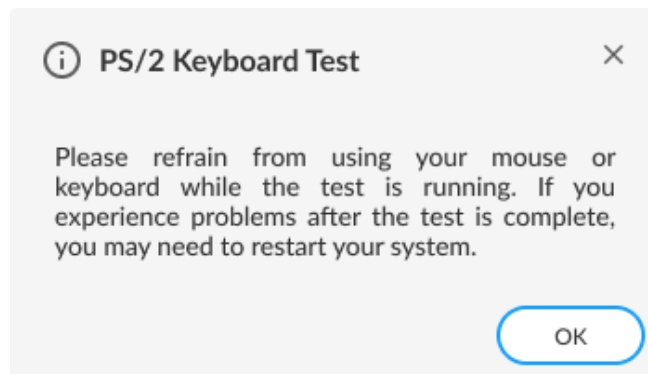 PS/2 Keyboard Test
Please refrain from using your mouse or
keyboard while the test is running. If you
experience problems after the test is complete,
you may need to restart your system.
OK